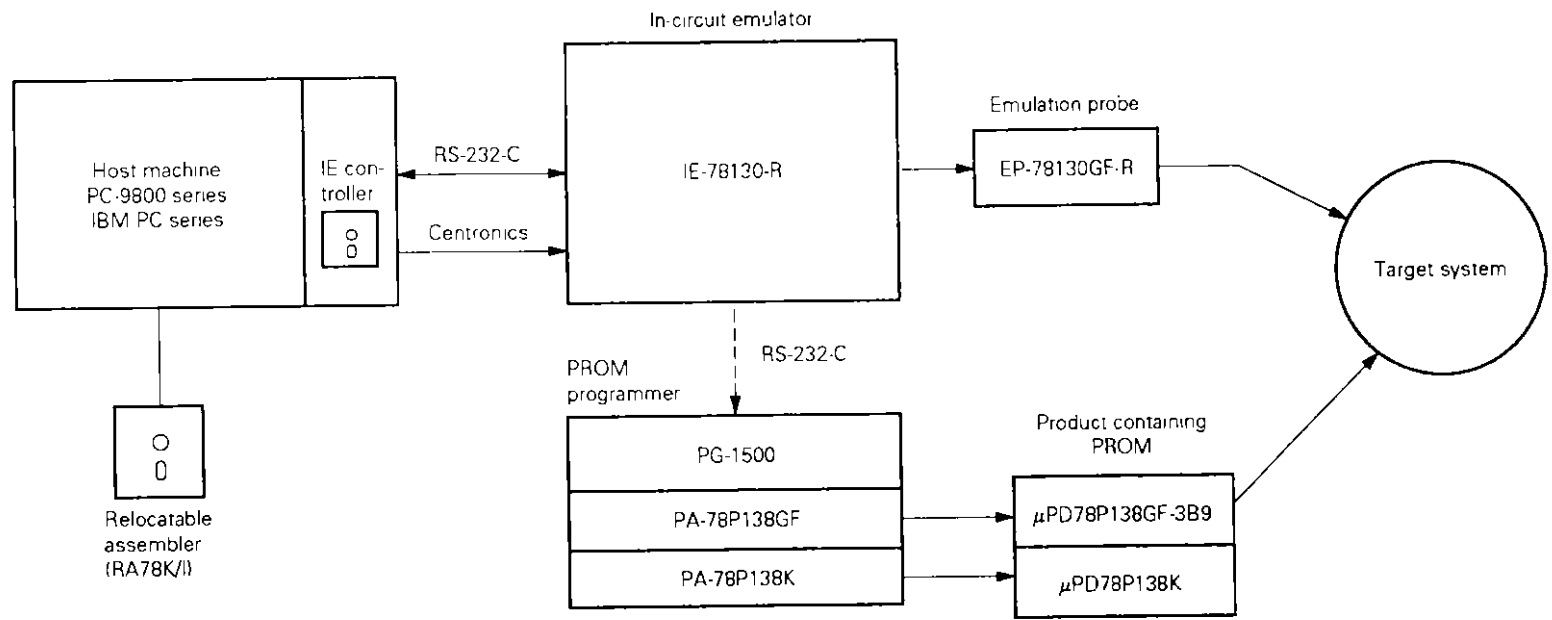 In-circuit emulator
Host machine
PC-9800 series
IBM PC series
IE con-
troller
RS-232-C
Centronics
IE-78130-R
Emulation probe
EP-78130GF-R
Target system
Relocatable
assembler
(RA78K/I)
RS-232-C
PROM
programmer
PG-1500
PA-78P138GF
PA-78P138K
Product containing
PROM
μPD78P138GF-3B9
μPD78P138K